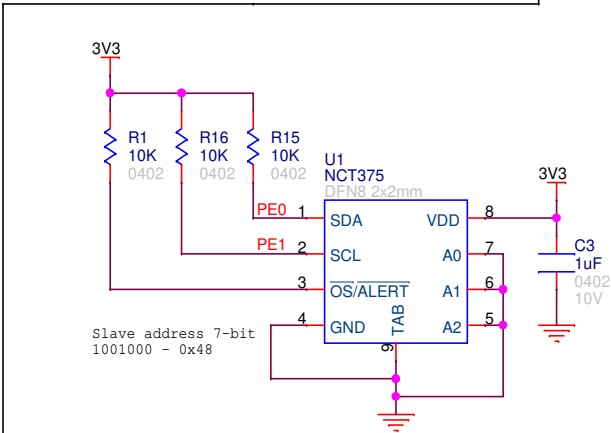 3V3
R1
10K
0402
R16
10K
0402
R15
10K
0402
U1
NCT375
DFN8 2x2mm
3V3
PE0 1 SDA
VDD 8
PE1 2 SCL
A0 7
3 OS/ALERT
A1 6
4 GND
A2 5
TAB
9
C3
1uF
0402
10V
Slave address 7-bit
1001000 - 0x48